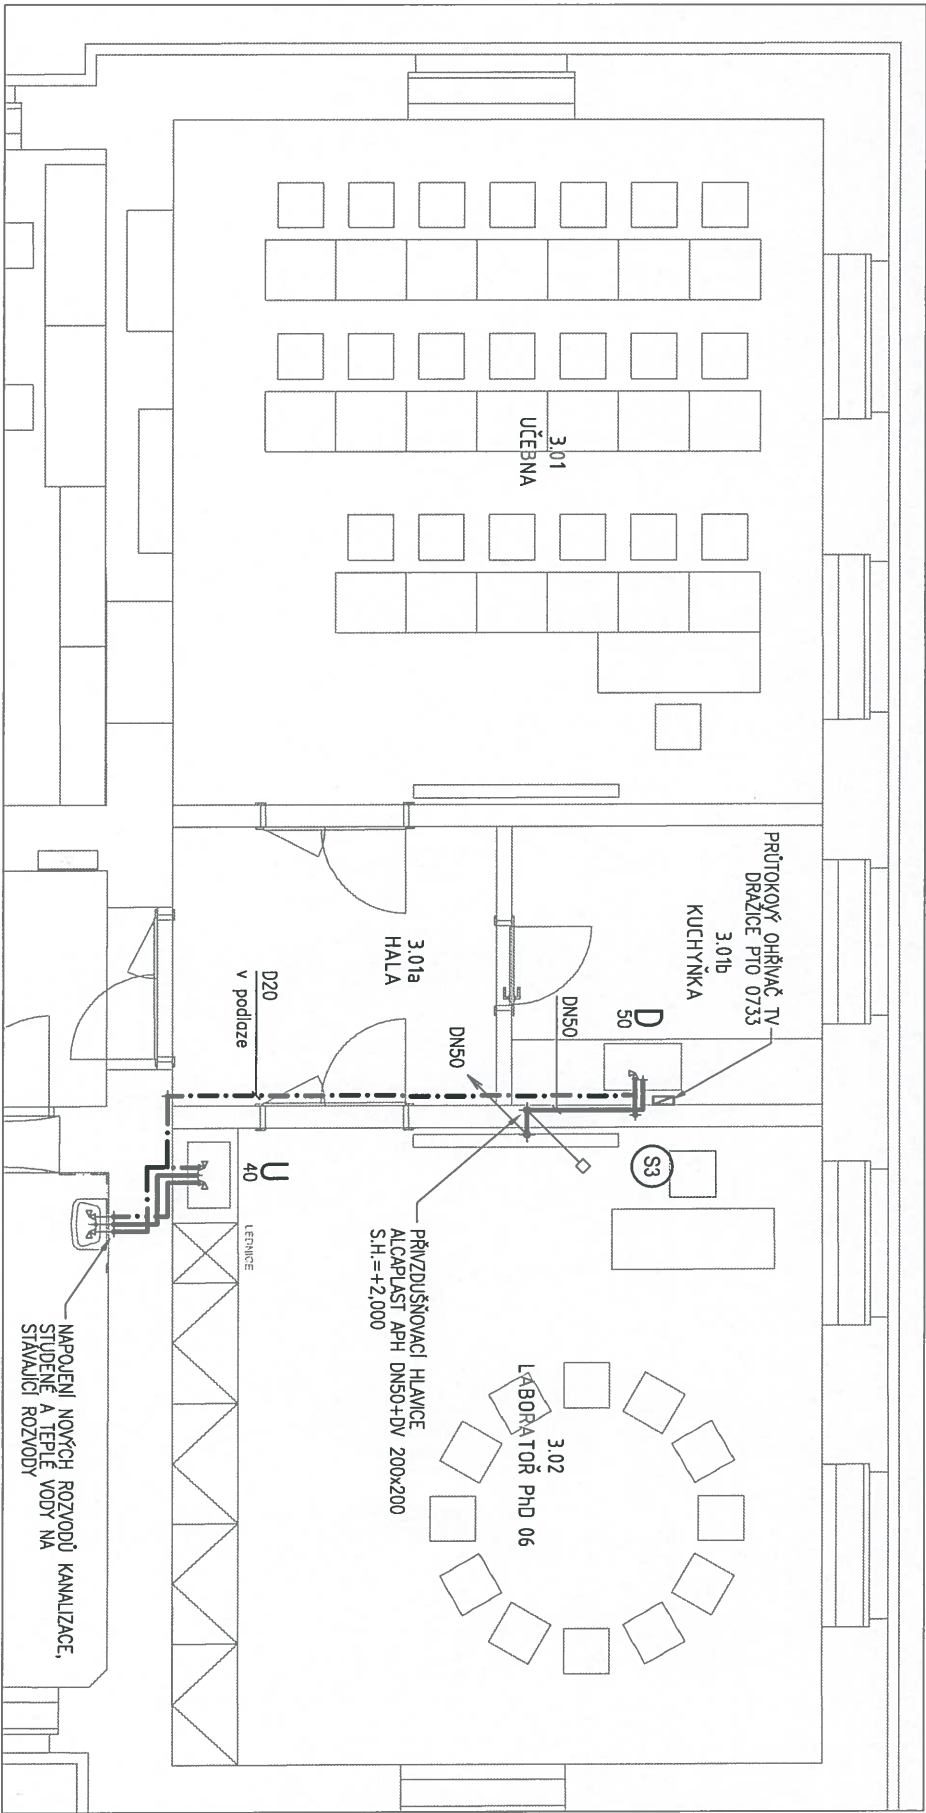 3.01
UČEBNA
PRŮTOKOVÝ OHŘÍVAČ TV
DRAŽICE PTO 0733
3.01b
KUCHYŇKA
3.01a
HALA
D20
v podlaze
DN50
DN50
D
50
S3
U
40
LEDNICE
PŘIVZDUŠŇOVACÍ HLAVICE
ALCAPLAST APH DN50+DV 200x200
S.H.=+2,000
3.02
LABORATOŘ PhD 06
NAPOJENÍ NOVÝCH ROZVODŮ KANALIZACE,
STUDENÉ A TEPLÉ VODY NA
STÁVAJÍCÍ ROZVODY